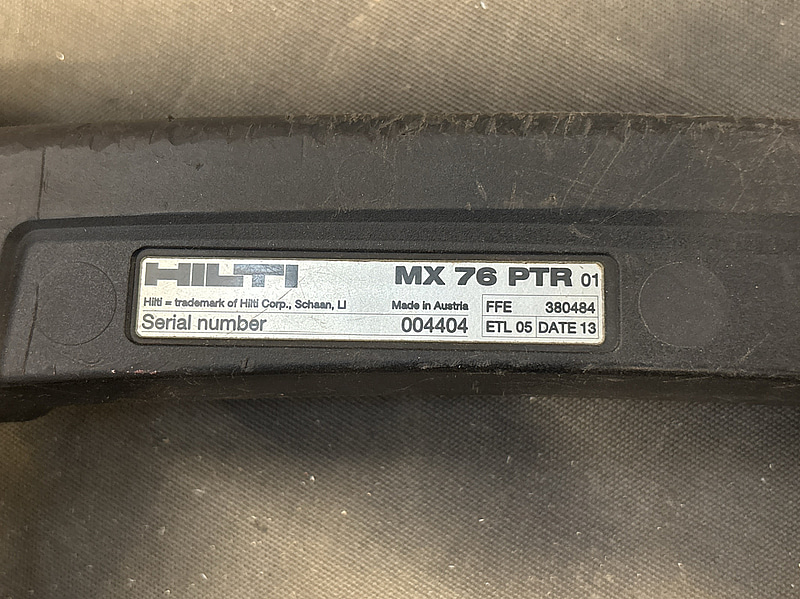 HILTI MX 76 PTR 01
Hilti = trademark of Hilti Corp., Schaan, LI Made in Austria FFE 380484
Serial number 004404 ETL 05 DATE 13